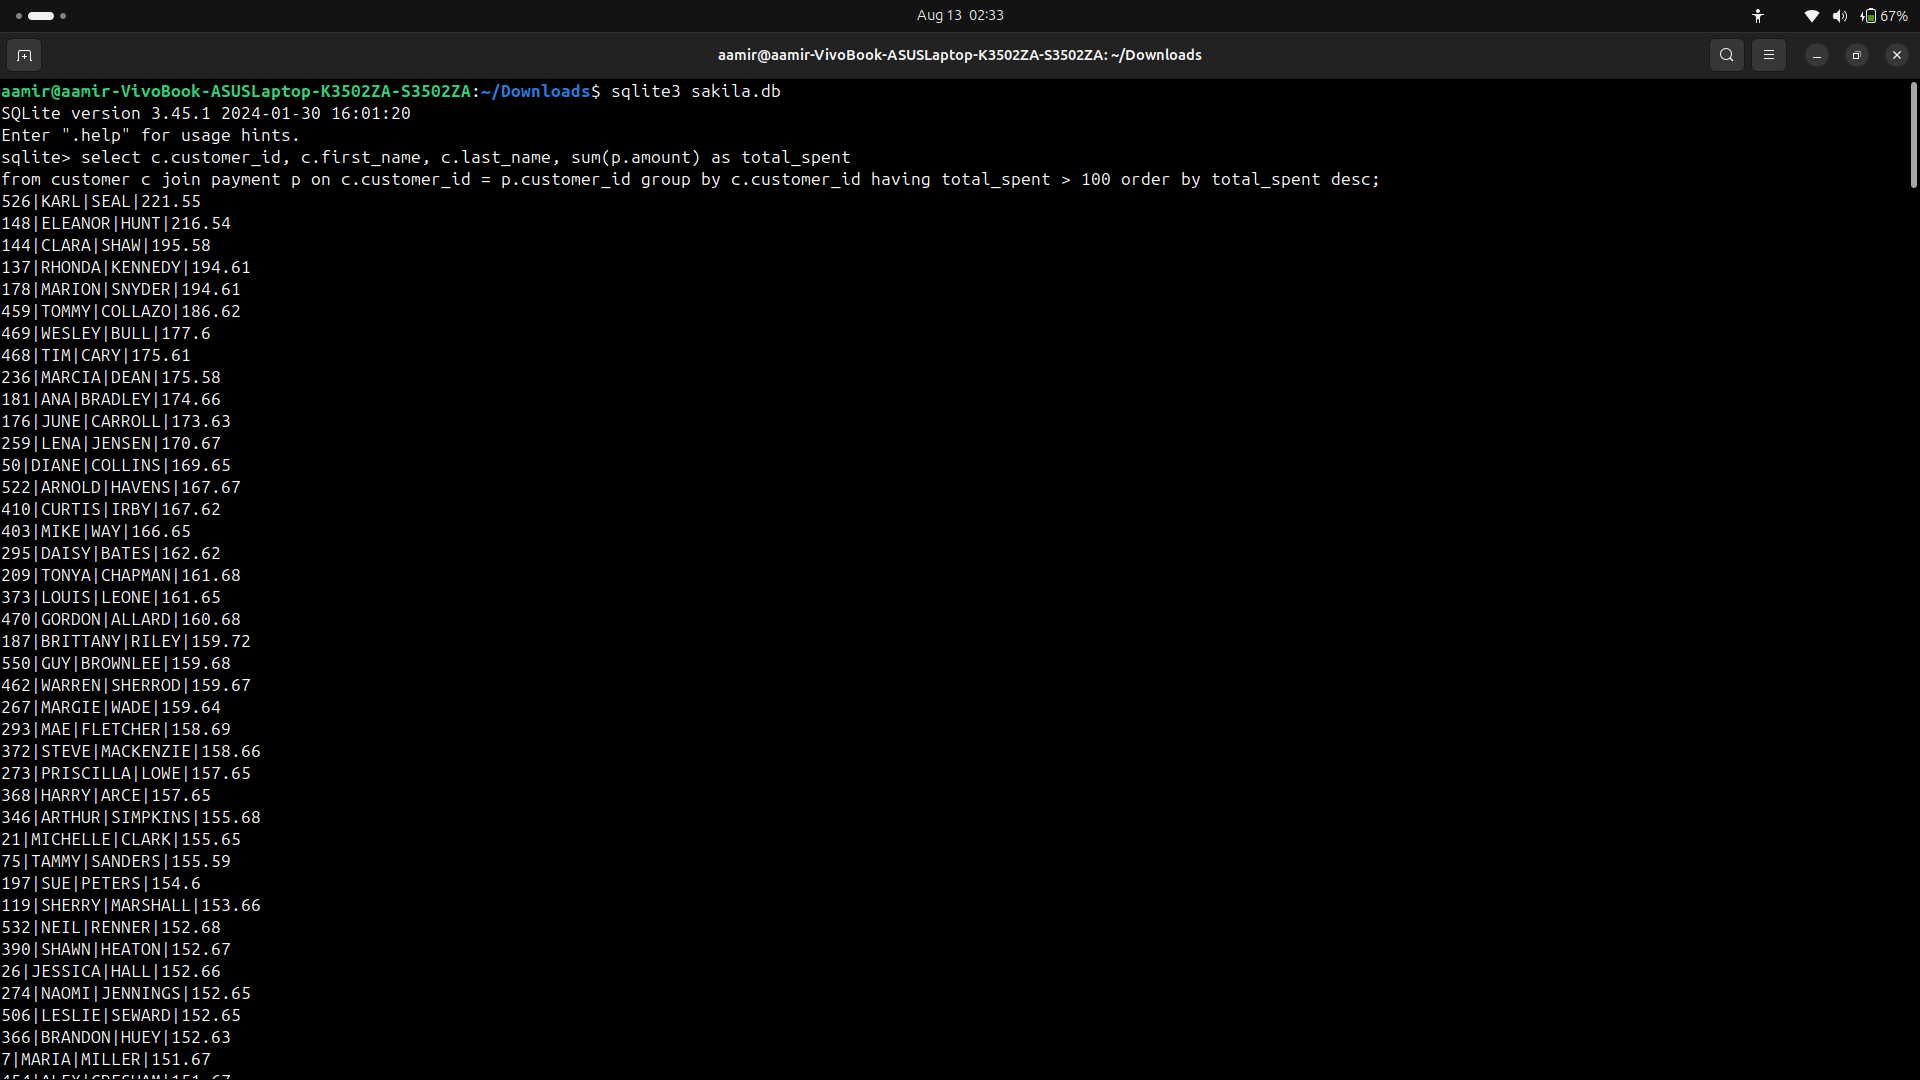 Aug 13 02:33
67%
aamir@aamir-VivoBook-ASUSLaptop-K3502ZA-S3502ZA: ~/Downloads
aamir@aamir-VivoBook-ASUSLaptop-K3502ZA-S3502ZA:~/Downloads$ sqlite3 sakila.db
SQLite version 3.45.1 2024-01-30 16:01:20
Enter ".help" for usage hints.
sqlite> select c.customer_id, c.first_name, c.last_name, sum(p.amount) as total_spent
from customer c join payment p on c.customer_id = p.customer_id group by c.customer_id having total_spent > 100 order by total_spent desc;
526|KARL|SEAL|221.55
148|ELEANOR|HUNT|216.54
144|CLARA|SHAW|195.58
137|RHONDA|KENNEDY|194.61
178|MARION|SNYDER|194.61
459|TOMMY|COLLAZO|186.62
469|WESLEY|BULL|177.6
468|TIM|CARY|175.61
236|MARCIA|DEAN|175.58
181|ANA|BRADLEY|174.66
176|JUNE|CARROLL|173.63
259|LENA|JENSEN|170.67
50|DIANE|COLLINS|169.65
522|ARNOLD|HAVENS|167.67
410|CURTIS|IRBY|167.62
403|MIKE|WAY|166.65
295|DAISY|BATES|162.62
209|TONYA|CHAPMAN|161.68
373|LOUIS|LEONE|161.65
470|GORDON|ALLARD|160.68
187|BRITTANY|RILEY|159.72
550|GUY|BROWNLEE|159.68
462|WARREN|SHERROD|159.67
267|MARGIE|WADE|159.64
293|MAE|FLETCHER|158.69
372|STEVE|MACKENZIE|158.66
273|PRISCILLA|LOWE|157.65
368|HARRY|ARCE|157.65
346|ARTHUR|SIMPKINS|155.68
21|MICHELLE|CLARK|155.65
75|TAMMY|SANDERS|155.59
197|SUE|PETERS|154.6
119|SHERRY|MARSHALL|153.66
532|NEIL|RENNER|152.68
390|SHAWN|HEATON|152.67
26|JESSICA|HALL|152.66
274|NAOMI|JENNINGS|152.65
506|LESLIE|SEWARD|152.65
366|BRANDON|HUEY|152.63
7|MARIA|MILLER|151.67
454|ALEX|GRESHAM|151.67